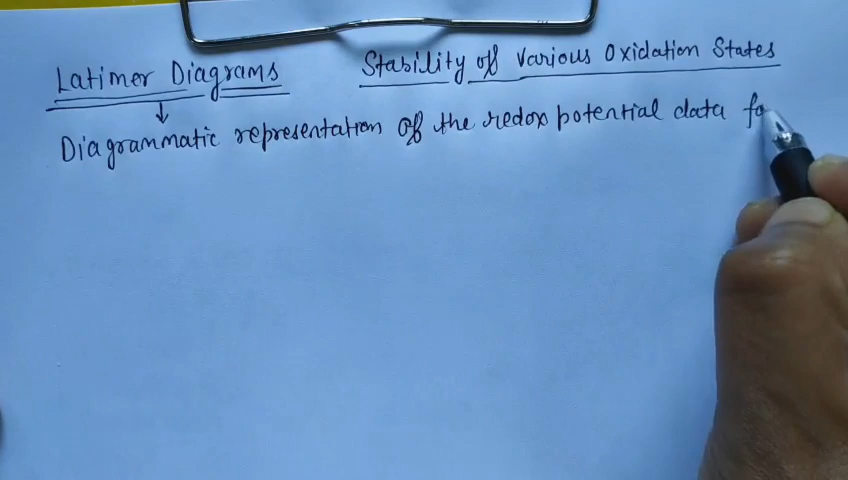 Latimer Diagrams
Stability of Various Oxidation States
Diagrammatic representation of the redox potential data fo